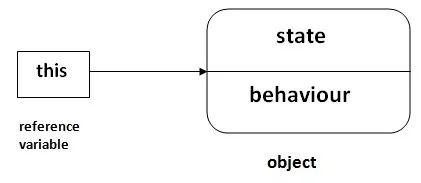 this
state
behaviour
reference
variable
object